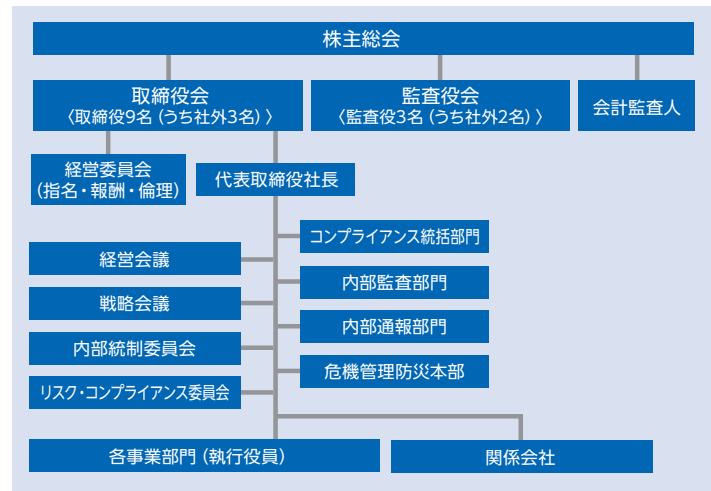 株主総会
取締役会
〈取締役9名（うち社外3名）〉
監査役会
〈監査役3名（うち社外2名）〉
会計監査人
経営委員会
(指名・報酬・倫理)
代表取締役社長
コンプライアンス統括部門
経営会議
内部監査部門
戦略会議
内部通報部門
内部統制委員会
危機管理防災本部
リスク・コンプライアンス委員会
各事業部門（執行役員）
関係会社